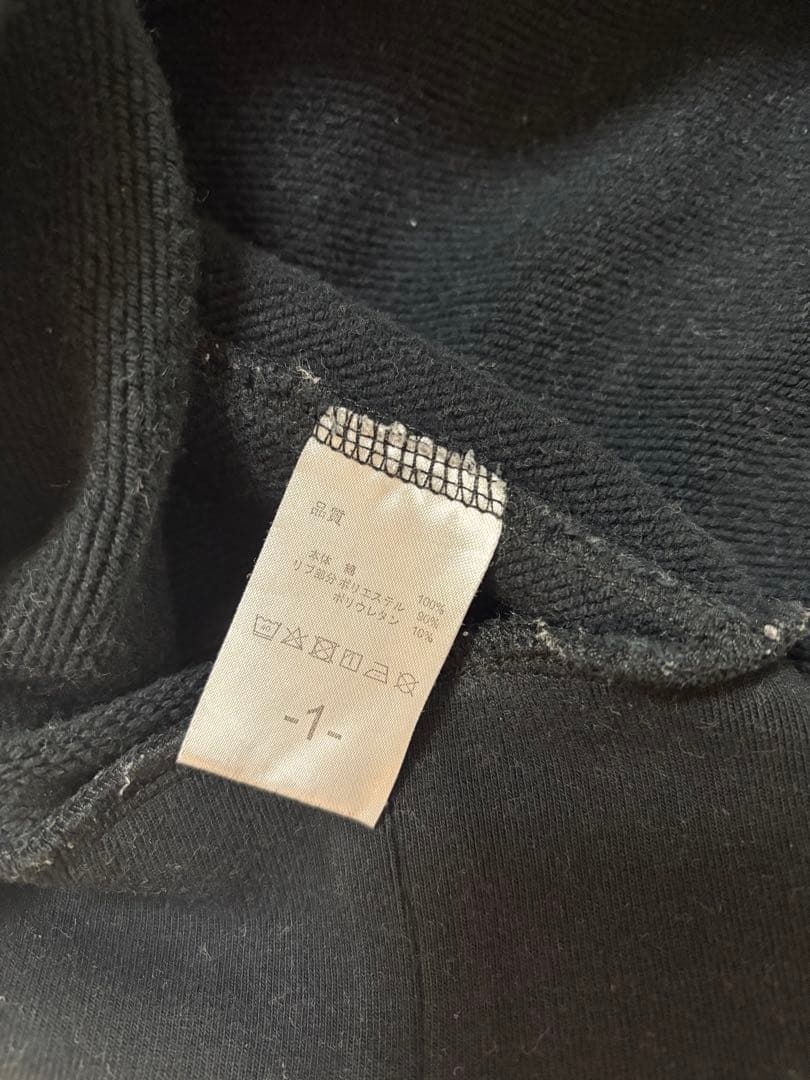 品質
本体 綿 100%
リブ部分 ポリエステル 90%
ポリウレタン 10%
40
-1-